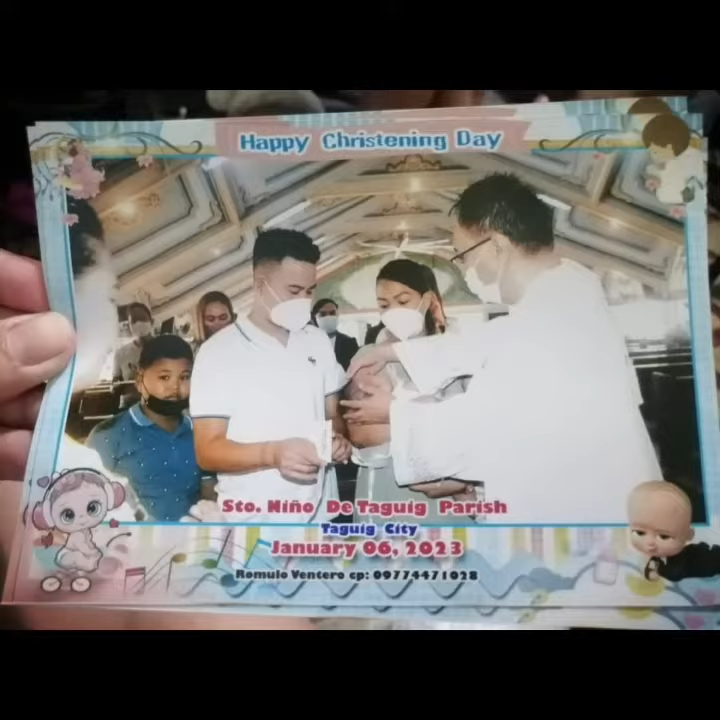 Happy Christening Day
Sto. Niño De Taguig Parish
Taguig City
January 06, 2023
Romulo Ventero cp: 09774471028